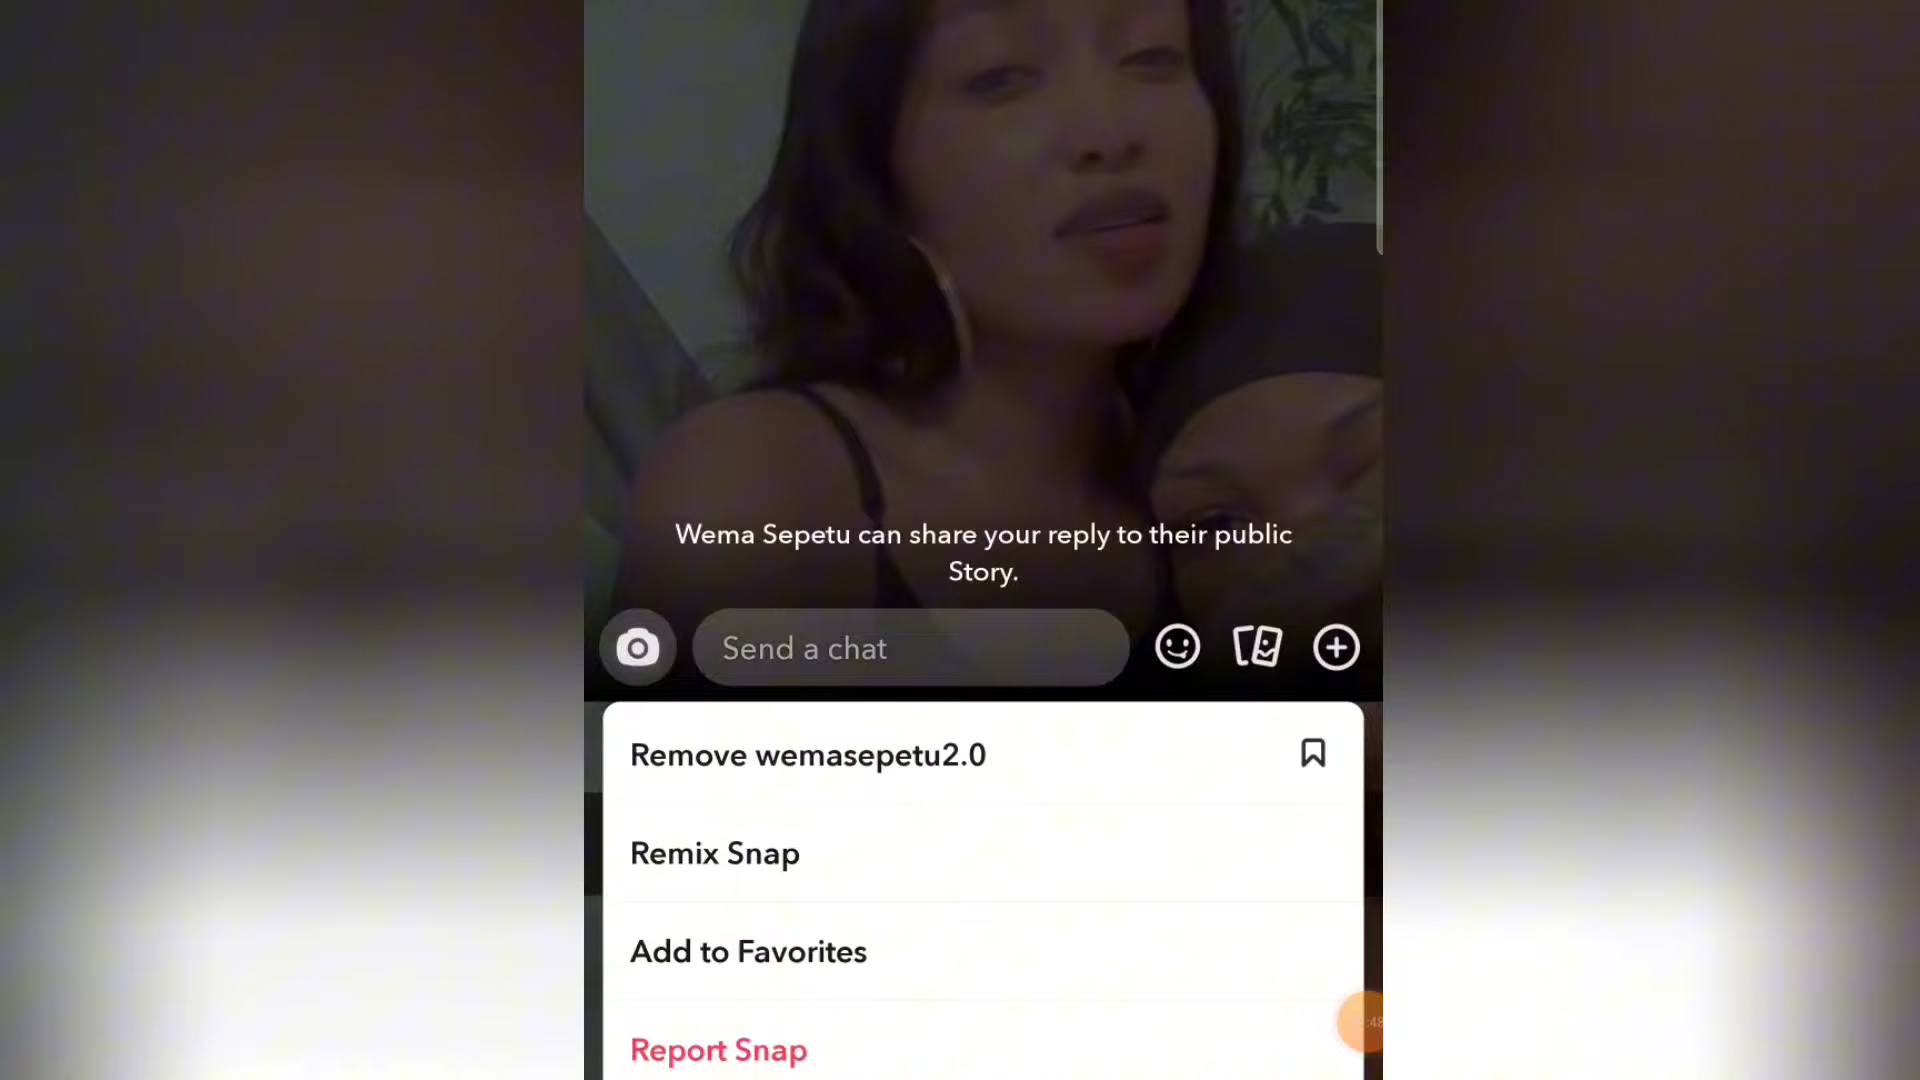 Wema Sepetu can share your reply to their public
Story.
Send a chat
Remove wemasepetu2.0
Remix Snap
Add to Favorites
Report Snap